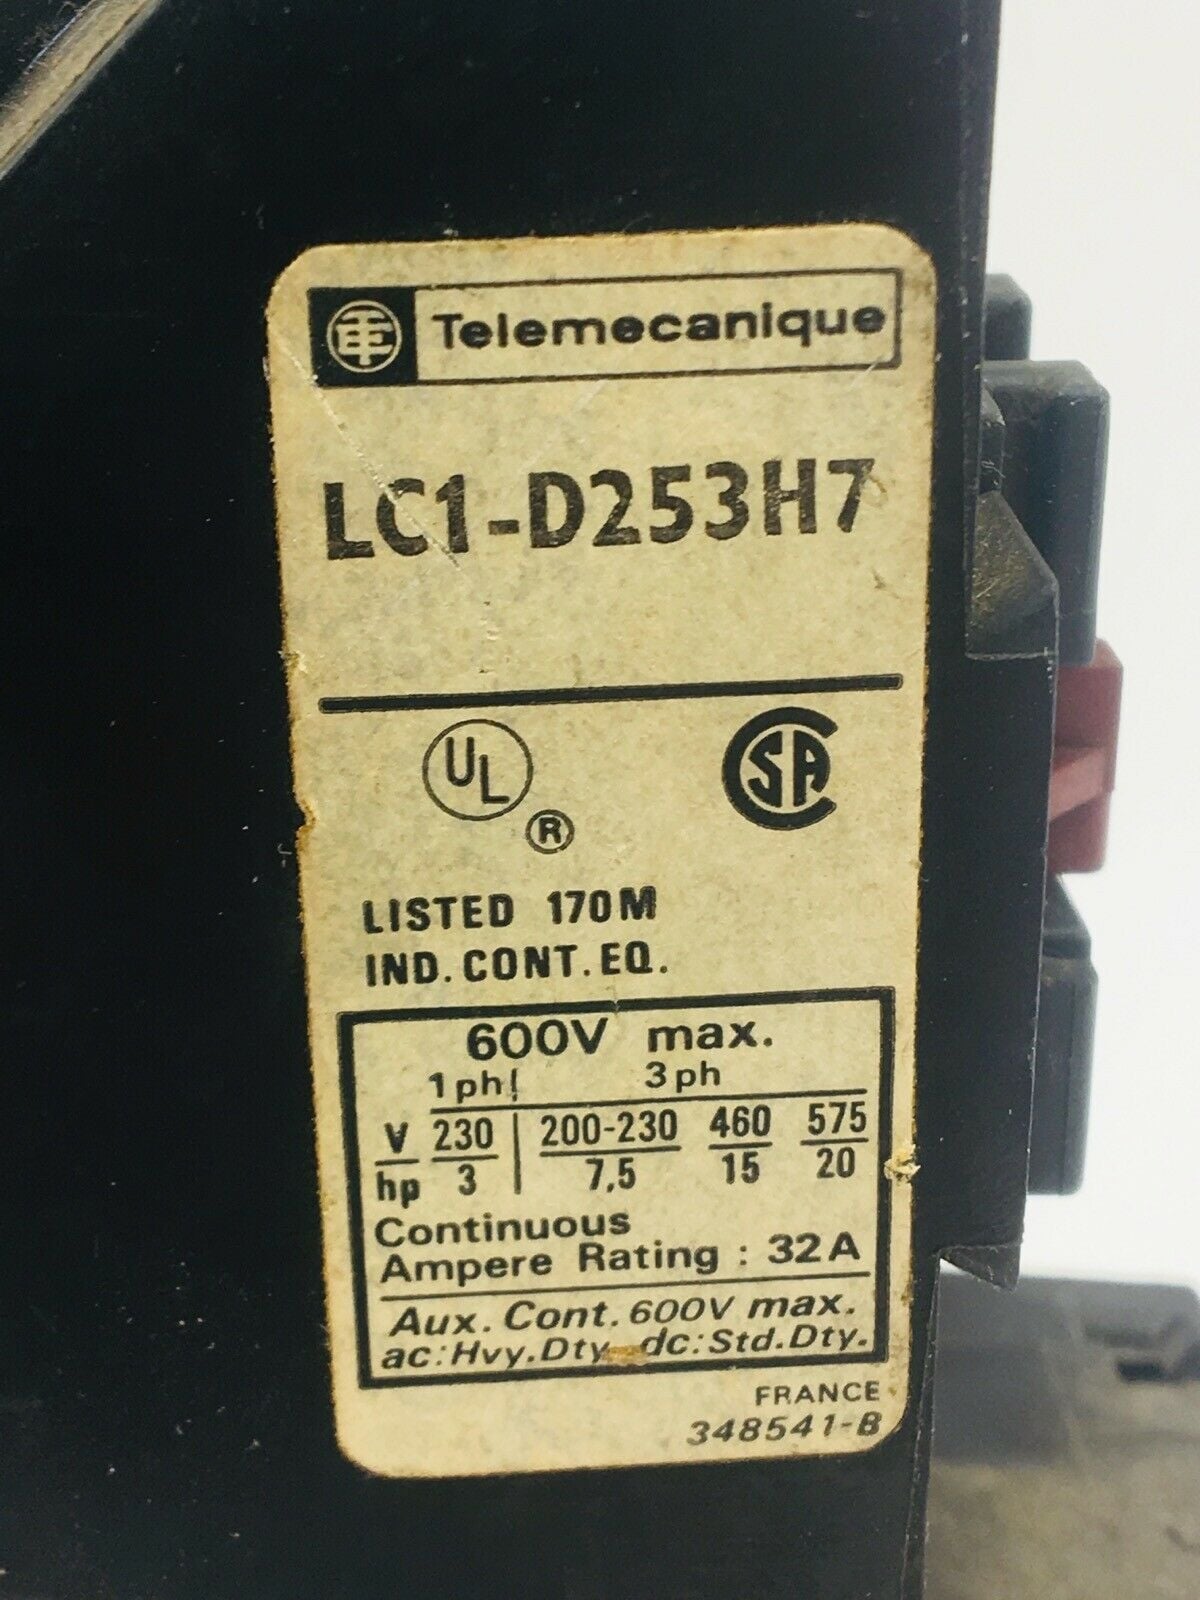 Telemecanique
LC1-D253H7
UL
®
SA
LISTED 170M
IND. CONT. EQ.
600V max.
1ph 3ph
V 230 200-230 460 575
hp 3 7,5 15 20
Continuous
Ampere Rating : 32A
Aux. Cont. 600V max.
ac:Hvy.Dty dc:Std.Dty.
FRANCE
348541-B